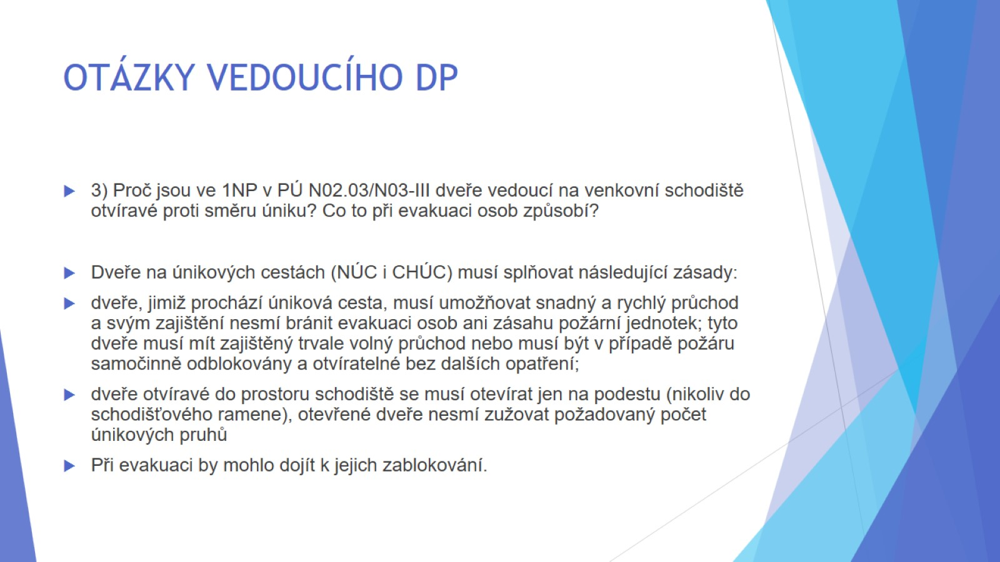 OTÁZKY VEDOUCÍHO DP
3) Proč jsou ve 1NP v PÚ N02.03/N03-III dveře vedoucí na venkovní schodiště
otvíravé proti směru úniku? Co to při evakuaci osob způsobí?
Dveře na únikových cestách (NÚC i CHÚC) musí splňovat následující zásady:
dveře, jimiž prochází úniková cesta, musí umožňovat snadný a rychlý průchod
a svým zajištění nesmí bránit evakuaci osob ani zásahu požární jednotek; tyto
dveře musí mít zajištěný trvale volný průchod nebo musí být v případě požáru
samočinně odblokovány a otvíratelné bez dalších opatření;
dveře otvíravé do prostoru schodiště se musí otevírat jen na podestu (nikoliv do
schodišťového ramene), otevřené dveře nesmí zužovat požadovaný počet
únikových pruhů
Při evakuaci by mohlo dojít k jejich zablokování.